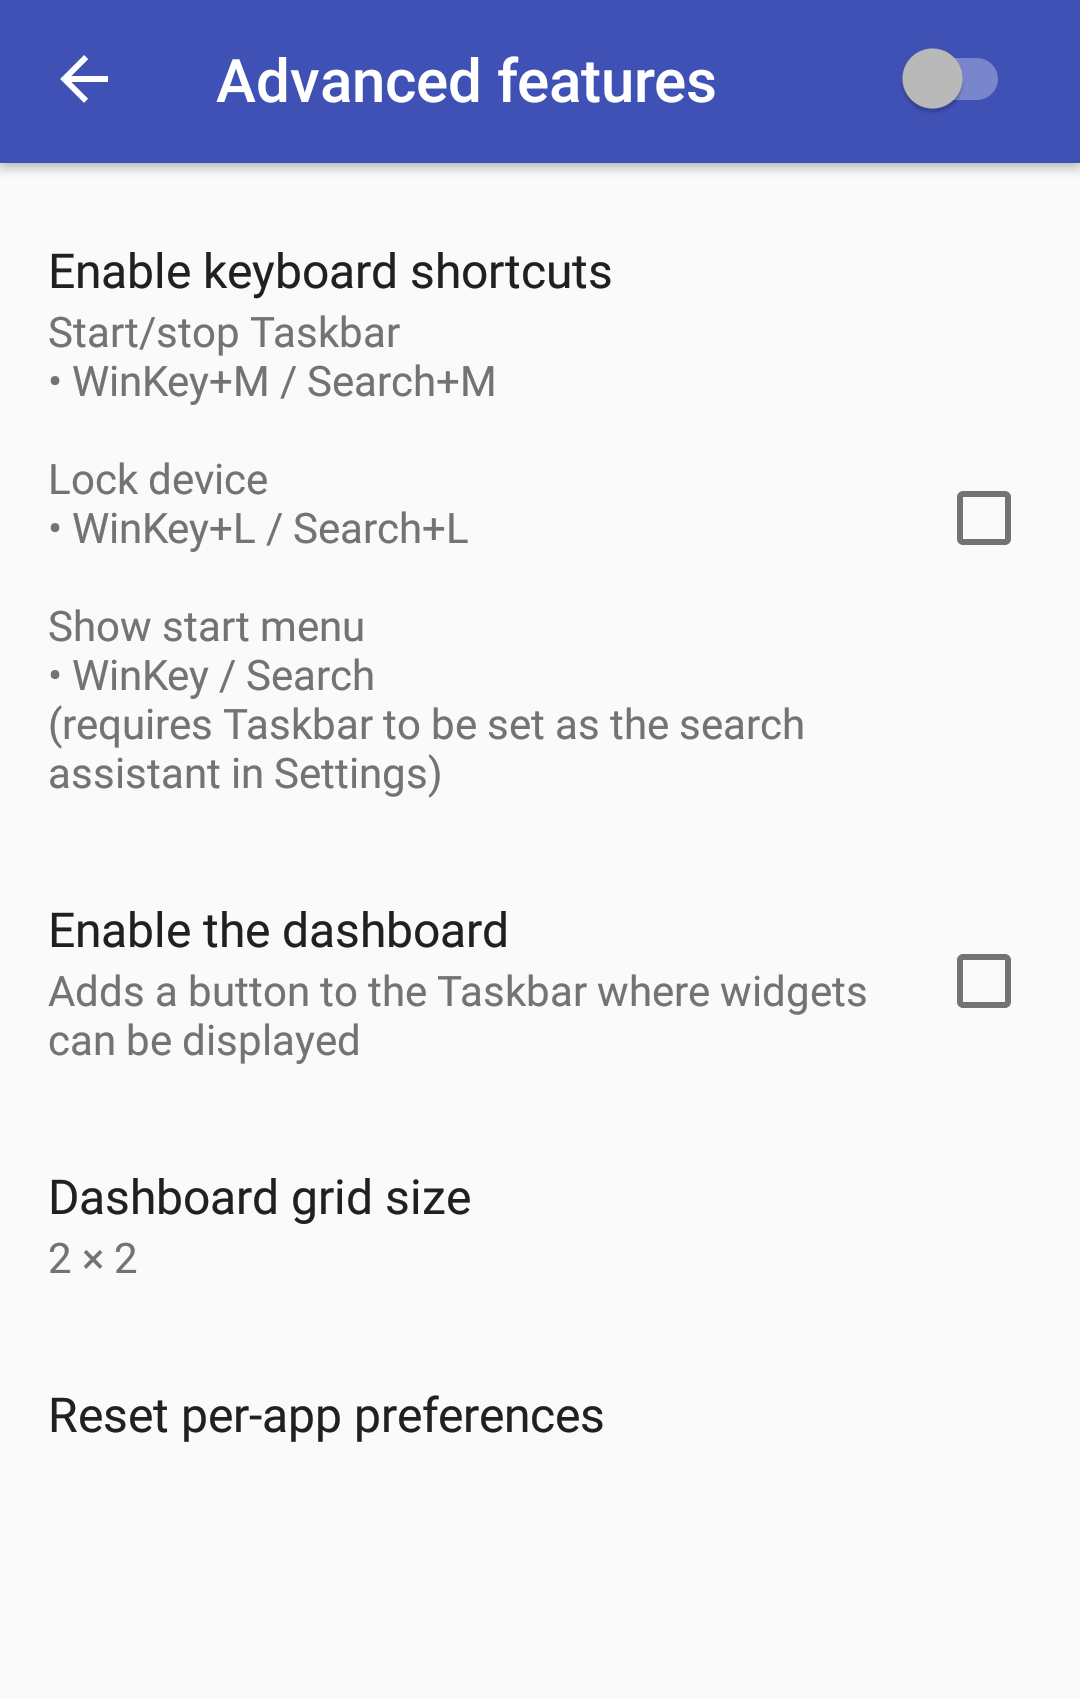 Advanced features
Enable keyboard shortcuts
Start/stop Taskbar
• WinKey+M / Search+M
Lock device
• WinKey+L / Search+L
Show start menu
• WinKey / Search
(requires Taskbar to be set as the search
assistant in Settings)
Enable the dashboard
Adds a button to the Taskbar where widgets
can be displayed
Dashboard grid size
2 × 2
Reset per-app preferences